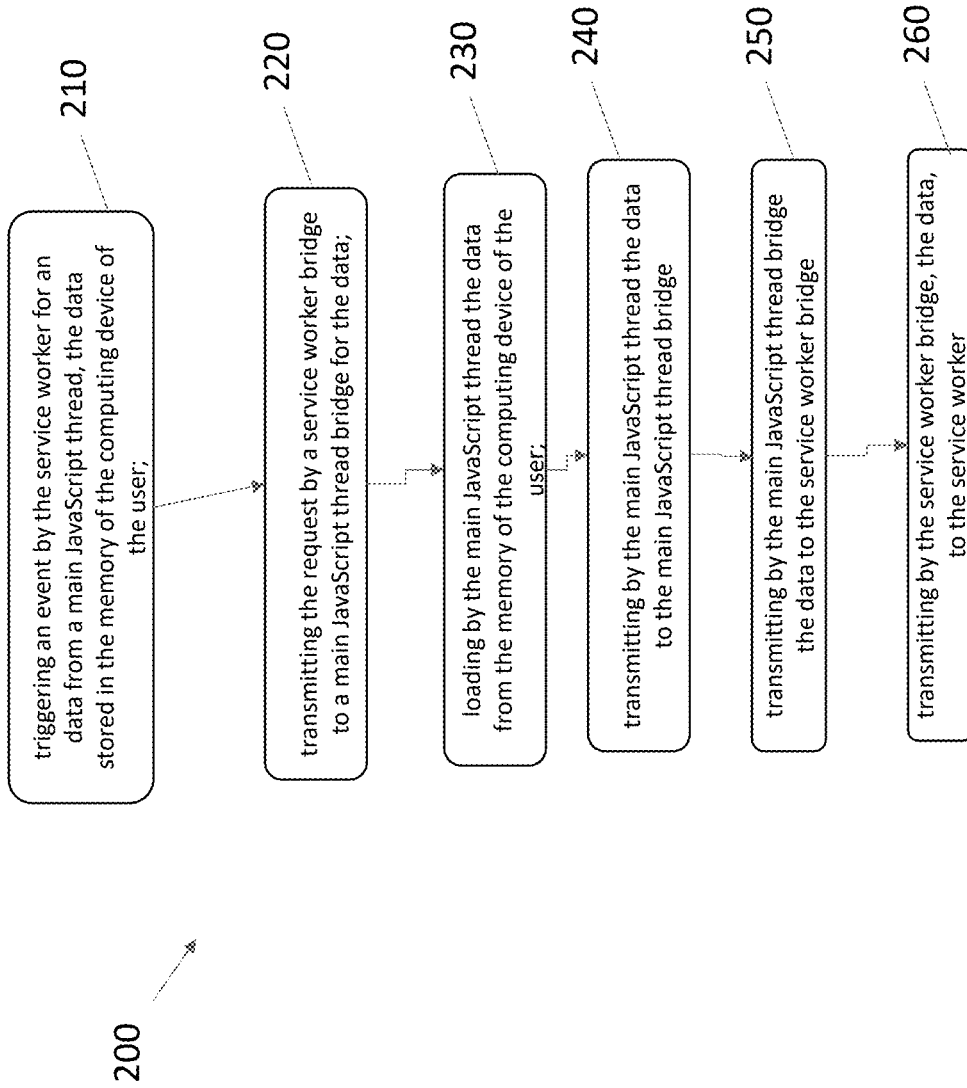 210
triggering an event by the service worker for an
data from a main JavaScript thread, the data
stored in the memory of the computing device of
the user;
220
transmitting the request by a service worker bridge
to a main JavaScript thread bridge for the data;
230
loading by the main JavaScript thread the data
from the memory of the computing device of the
user;
240
transmitting by the main JavaScript thread the data
to the main JavaScript thread bridge
250
transmitting by the main JavaScript thread bridge
the data to the service worker bridge
260
transmitting by the service worker bridge, the data,
to the service worker
200